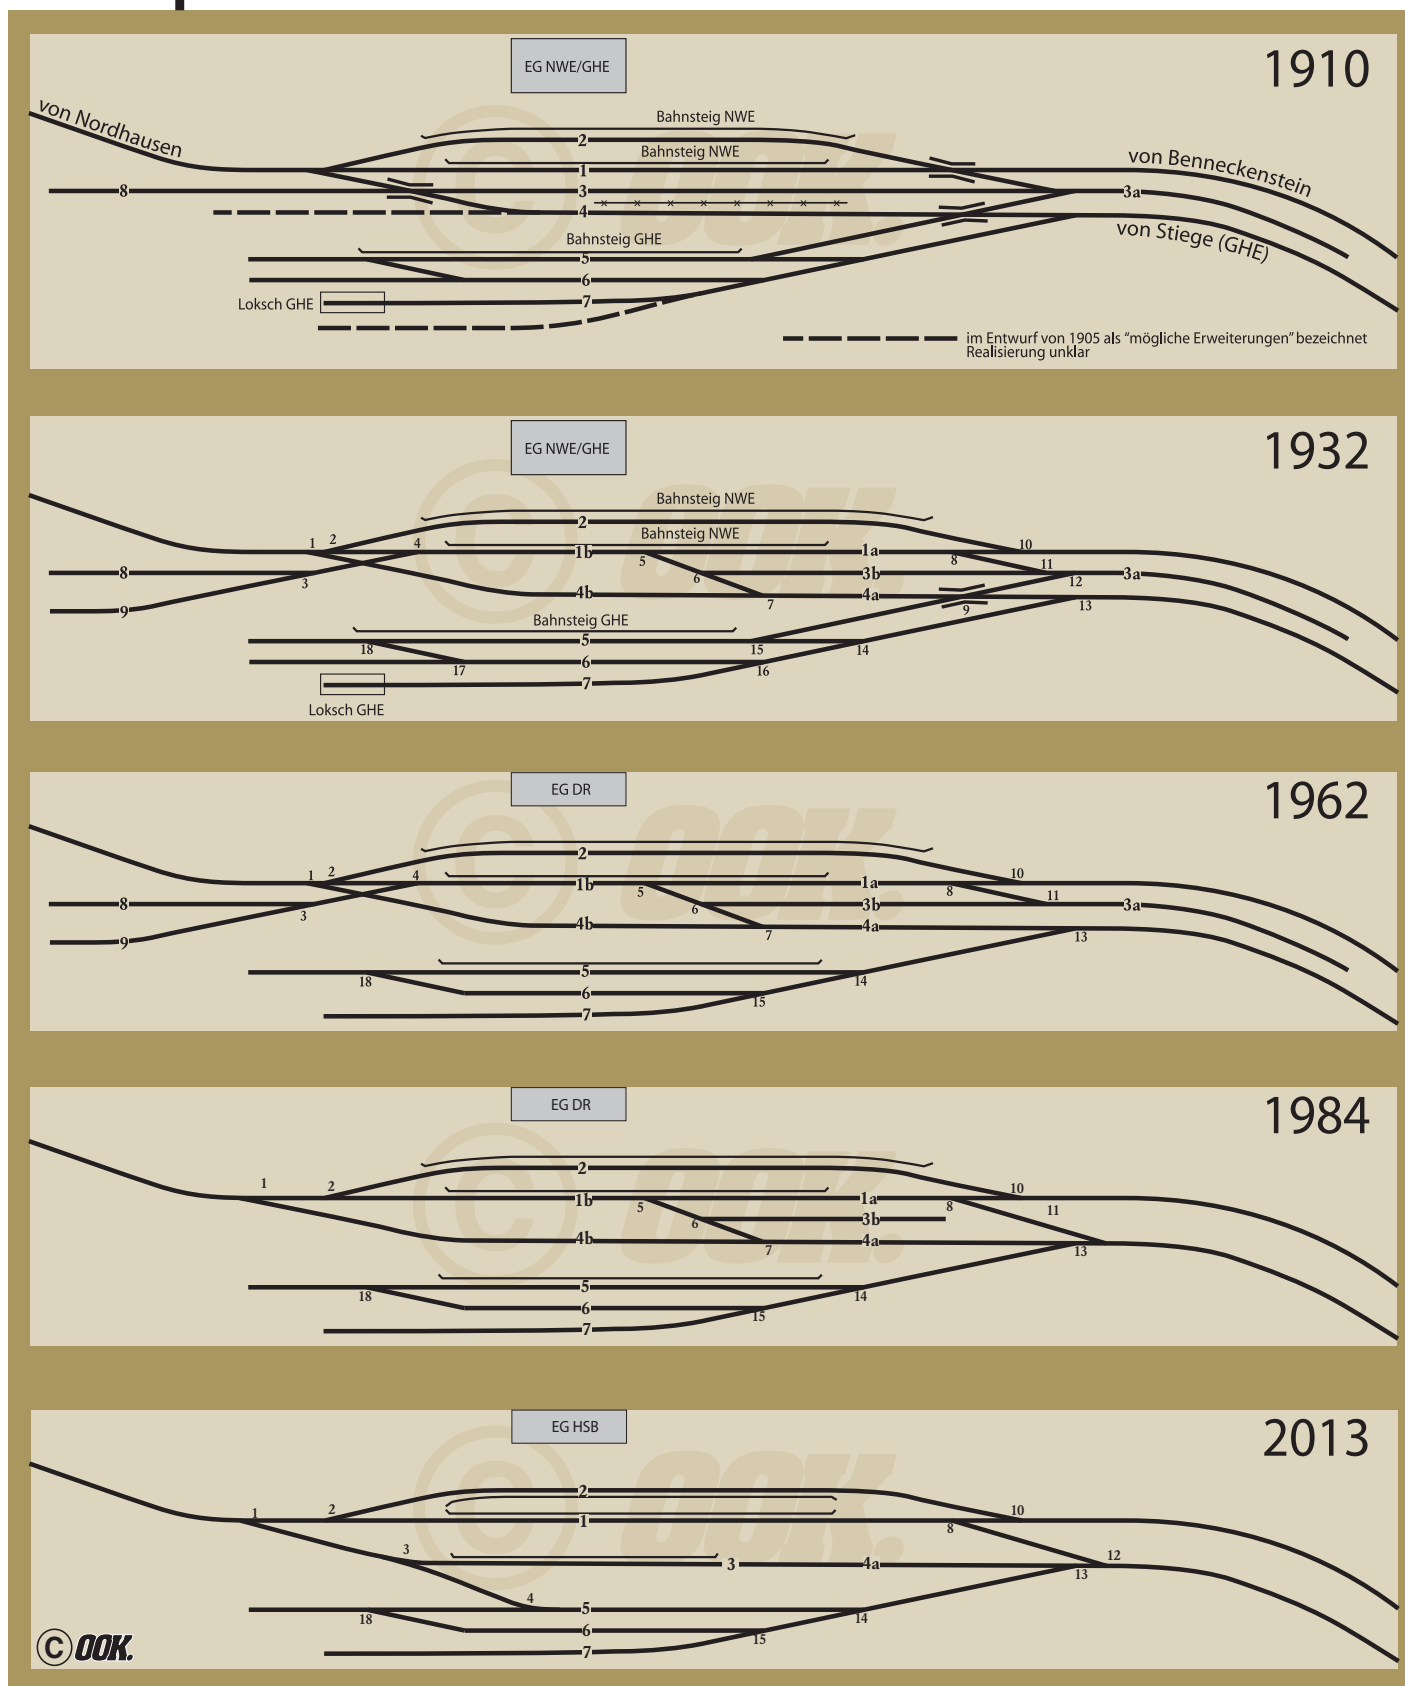 EG NWE/GHE
1910
von Nordhausen
Bahnsteig NWE
2
Bahnsteig NWE
1
von Benneckenstein
8
3
3a
4
von Stiege (GHE)
Bahnsteig GHE
5
6
Loksch GHE
7
im Entwurf von 1905 als “mögliche Erweiterungen” bezeichnet
Realisierung unklar
© OOK.
EG NWE/GHE
1932
Bahnsteig NWE
2
Bahnsteig NWE
1 2 4 1b 5 1a 8 10
8 3 6 3b 11 12 3a
9 4b 7 4a 9 13
Bahnsteig GHE
18 5 15 14
17 6 16
7
Loksch GHE
© OOK.
EG DR
1962
2
1 2 4 1b 5 1a 8 10
8 3 6 3b 11 3a
9 4b 7 4a 13
18 5 14
6 15
7
© OOK.
EG DR
1984
2
1 2 1b 5 1a 8 10
6 3b 11
4b 7 4a 13
18 5 14
6 15
7
© OOK.
EG HSB
2013
2
1 2 1 8 10
3 3 4a 13 12
4
18 5 14
6 15
7
© OOK.
© OOK.